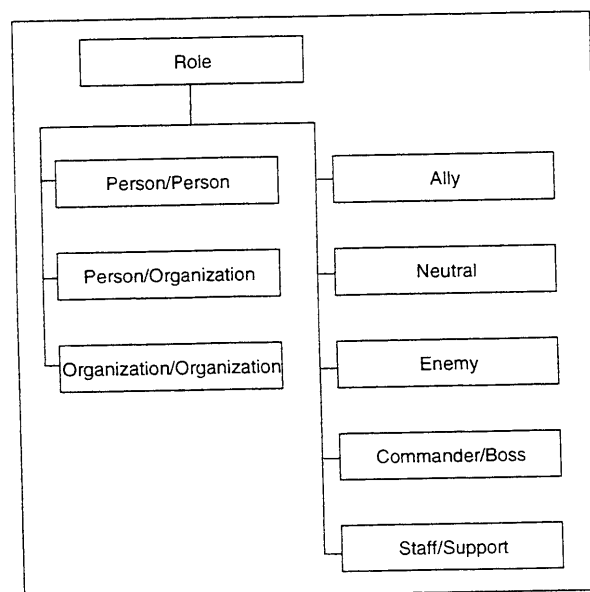 Role
Person/Person
Person/Organization
Organization/Organization
Ally
Neutral
Enemy
Commander/Boss
Staff/Support